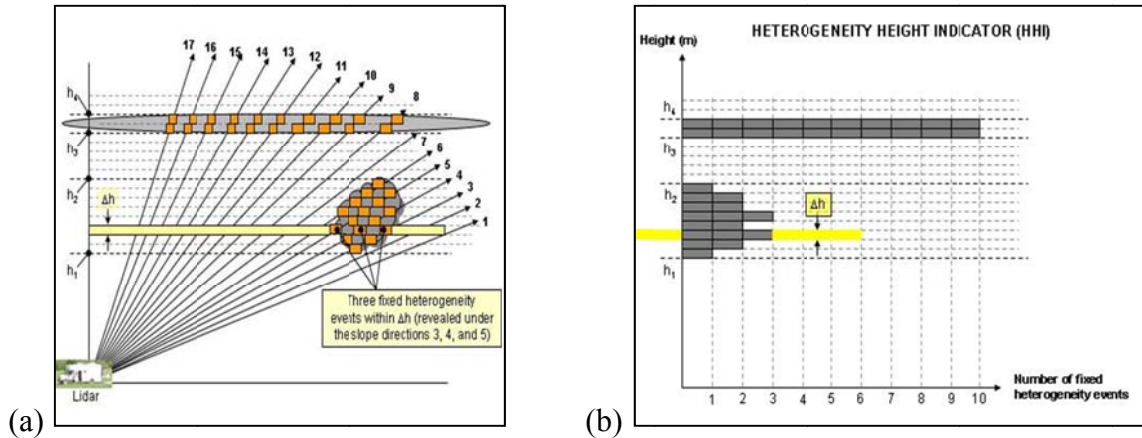 17
16
15
14
13
12
11
10
9
8
7
6
5
4
3
2
1
h4
h3
h2
Δh
h1
Three fixed heterogeneity
events within Δh (revealed under
the slope directions 3, 4, and 5)
Lidar
(a)
HETEROGENEITY HEIGHT INDICATOR (HHI)
Height (m)
h4
h3
h2
Δh
h1
1 2 3 4 5 6 7 8 9 10
Number of fixed
heterogeneity events
(b)